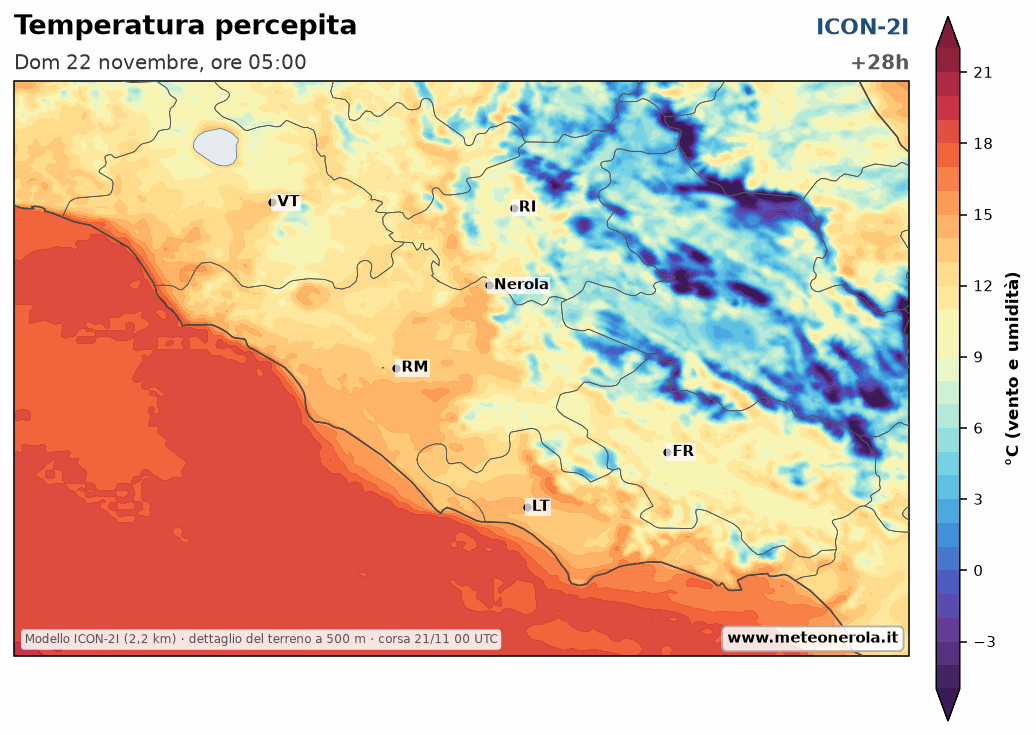 Temperatura percepita
ICON-2I
Dom 22 novembre, ore 05:00
+28h
VT
RI
Nerola
RM
FR
LT
Modello ICON-2I (2,2 km) · dettaglio del terreno a 500 m · corsa 21/11 00 UTC
www.meteonerola.it
21
18
15
12
9
6
3
0
−3
°C (vento e umidità)